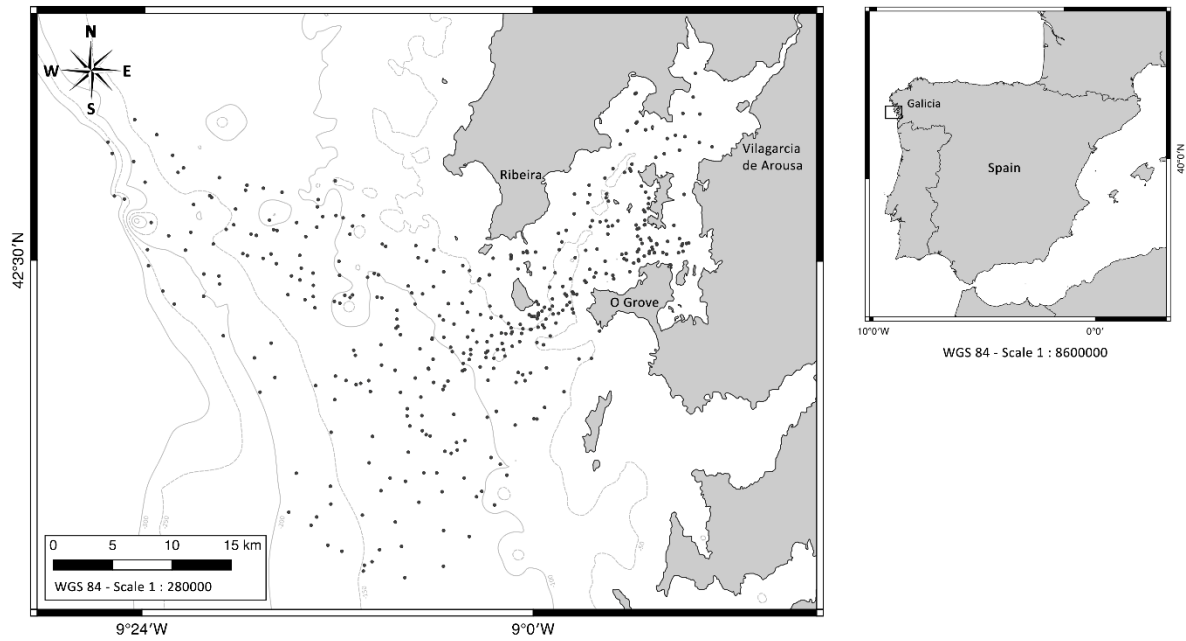 N
W E
S
Ribeira
Vilagarcia
de Arousa
O Grove
42°30'N
0 5 10 15 km
WGS 84 - Scale 1 : 280000
9°24'W
9°0'W
Galicia
Spain
40°0'N
10°0'W
0°0'
WGS 84 - Scale 1 : 8600000